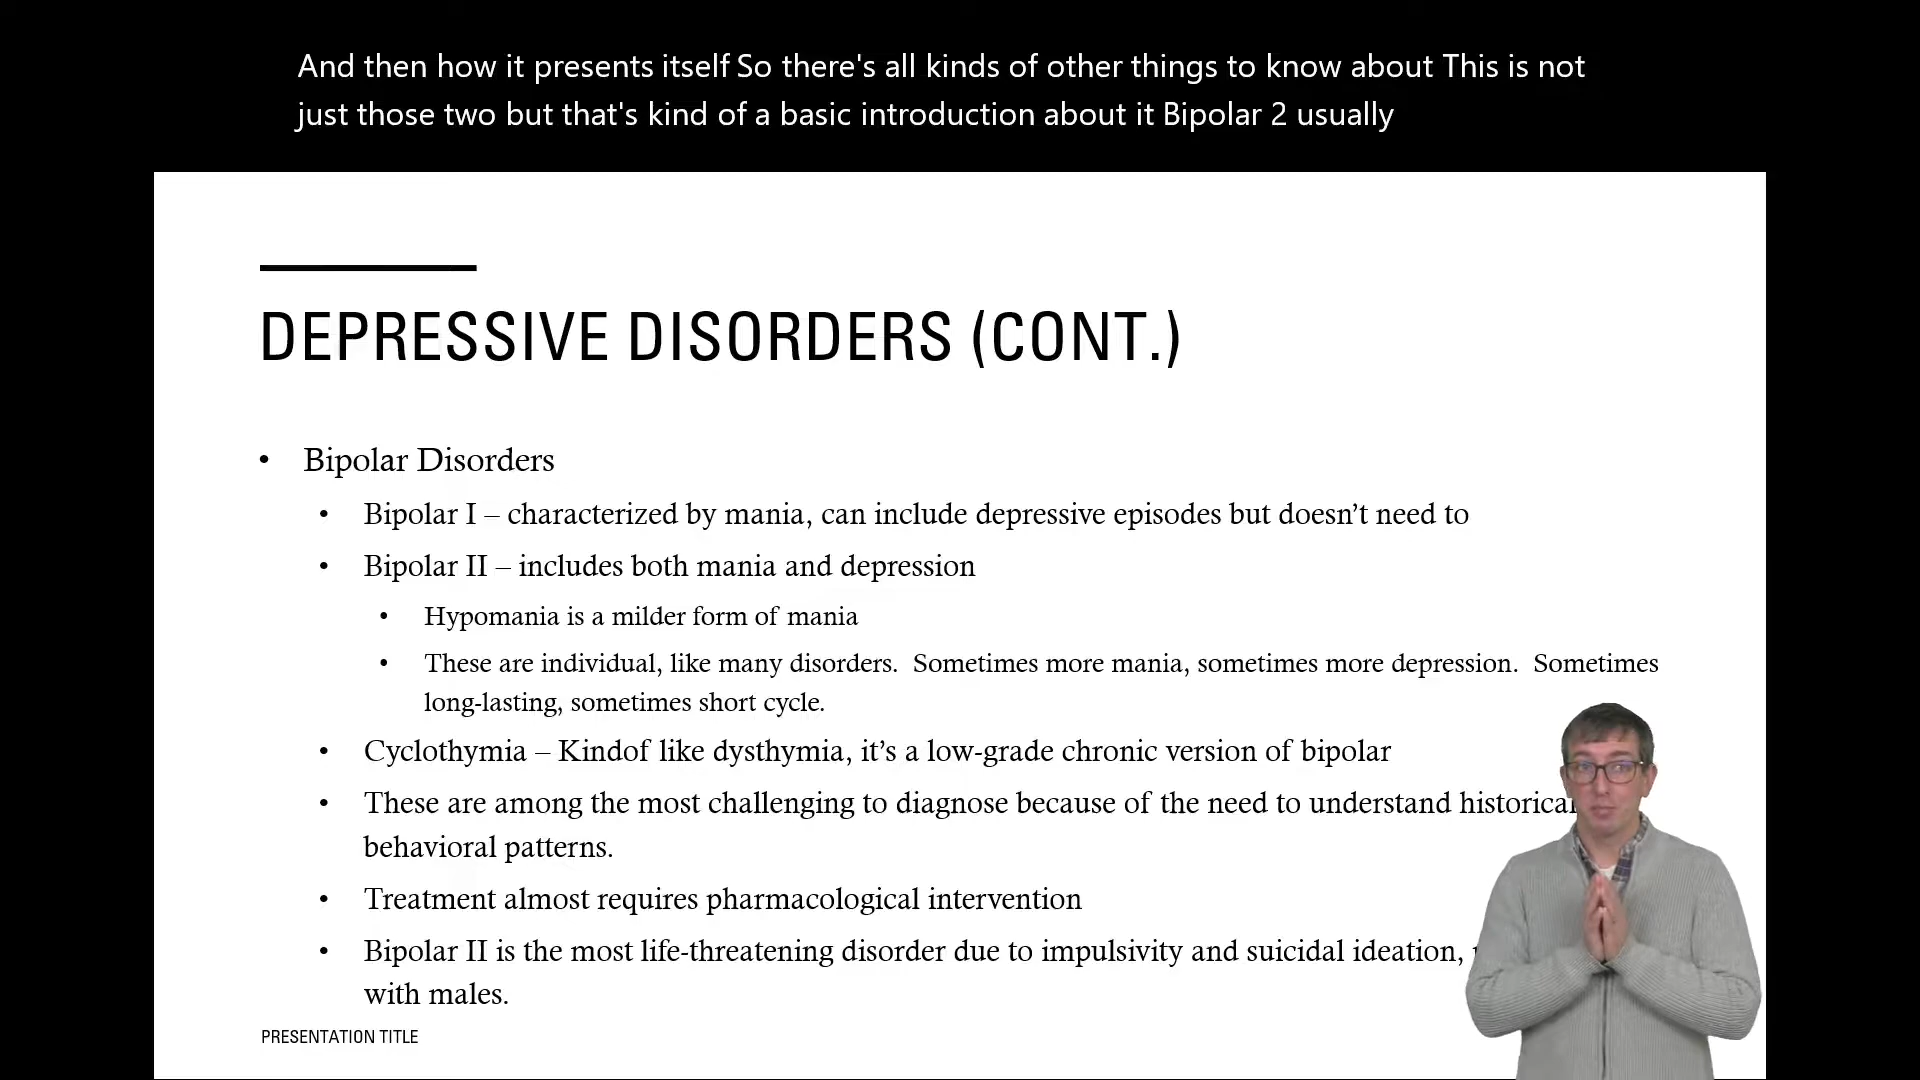 And then how it presents itself So there's all kinds of other things to know about This is not
just those two but that's kind of a basic introduction about it Bipolar 2 usually
DEPRESSIVE DISORDERS (CONT.)
• Bipolar Disorders
• Bipolar I – characterized by mania, can include depressive episodes but doesn't need to
• Bipolar II – includes both mania and depression
• Hypomania is a milder form of mania
• These are individual, like many disorders. Sometimes more mania, sometimes more depression. Sometimes
long-lasting, sometimes short cycle.
• Cyclothymia – Kindof like dysthymia, it's a low-grade chronic version of bipolar
• These are among the most challenging to diagnose because of the need to understand historical
behavioral patterns.
• Treatment almost requires pharmacological intervention
• Bipolar II is the most life-threatening disorder due to impulsivity and suicidal ideation,
with males.
PRESENTATION TITLE